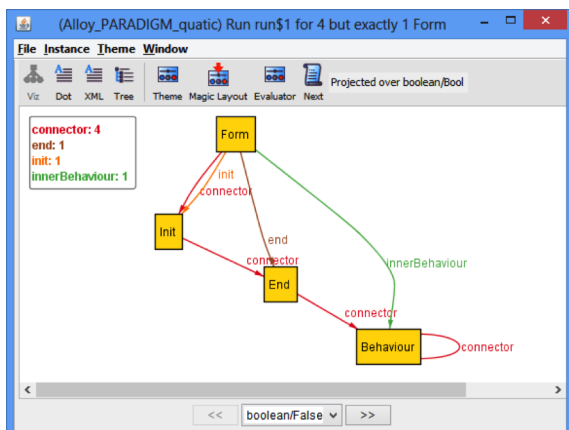 (Alloy_PARADIGM_quatic) Run run$1 for 4 but exactly 1 Form
File Instance Theme Window
Viz Dot XML Tree Theme Magic Layout Evaluator Next Projected over boolean/Bool
connector: 4
end: 1
init: 1
innerBehaviour: 1
Form
init
connector
Init
end
connector
innerBehaviour
End
connector
Behaviour
connector
<< boolean/False >>